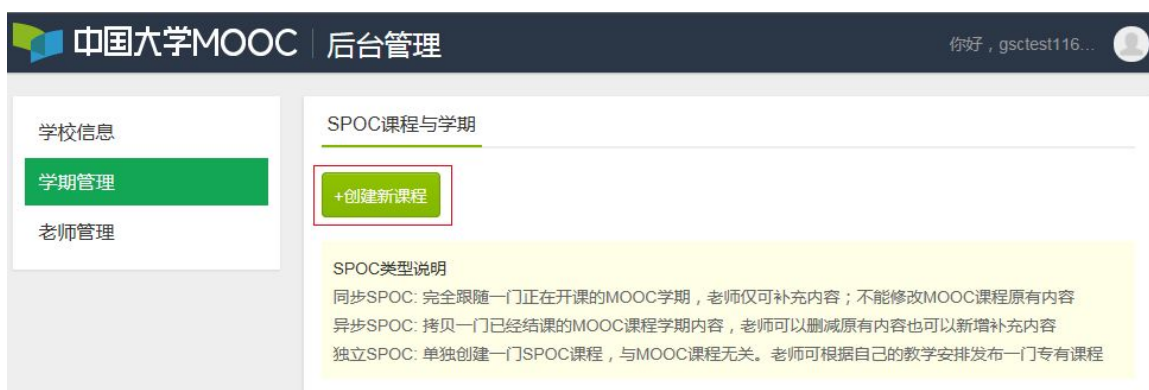 中国大学MOOC 后台管理 你好，gsctest116...
学校信息
学期管理
老师管理
SPOC课程与学期
+创建新课程
SPOC类型说明
同步SPOC: 完全跟随一门正在开课的MOOC学期，老师仅可补充内容；不能修改MOOC课程原有内容
异步SPOC: 拷贝一门已经结课的MOOC课程学期内容，老师可以删减原有内容也可以新增补充内容
独立SPOC: 单独创建一门SPOC课程，与MOOC课程无关。老师可根据自己的教学安排发布一门专有课程